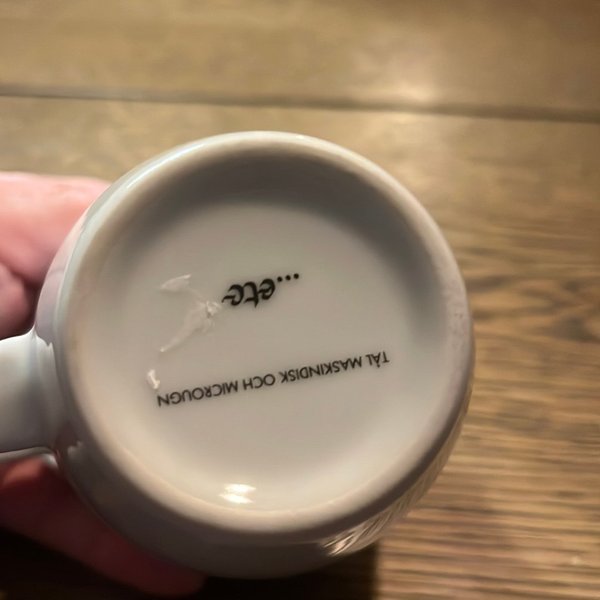 TÅL MASKINDISK OCH MICROUGN
...etc